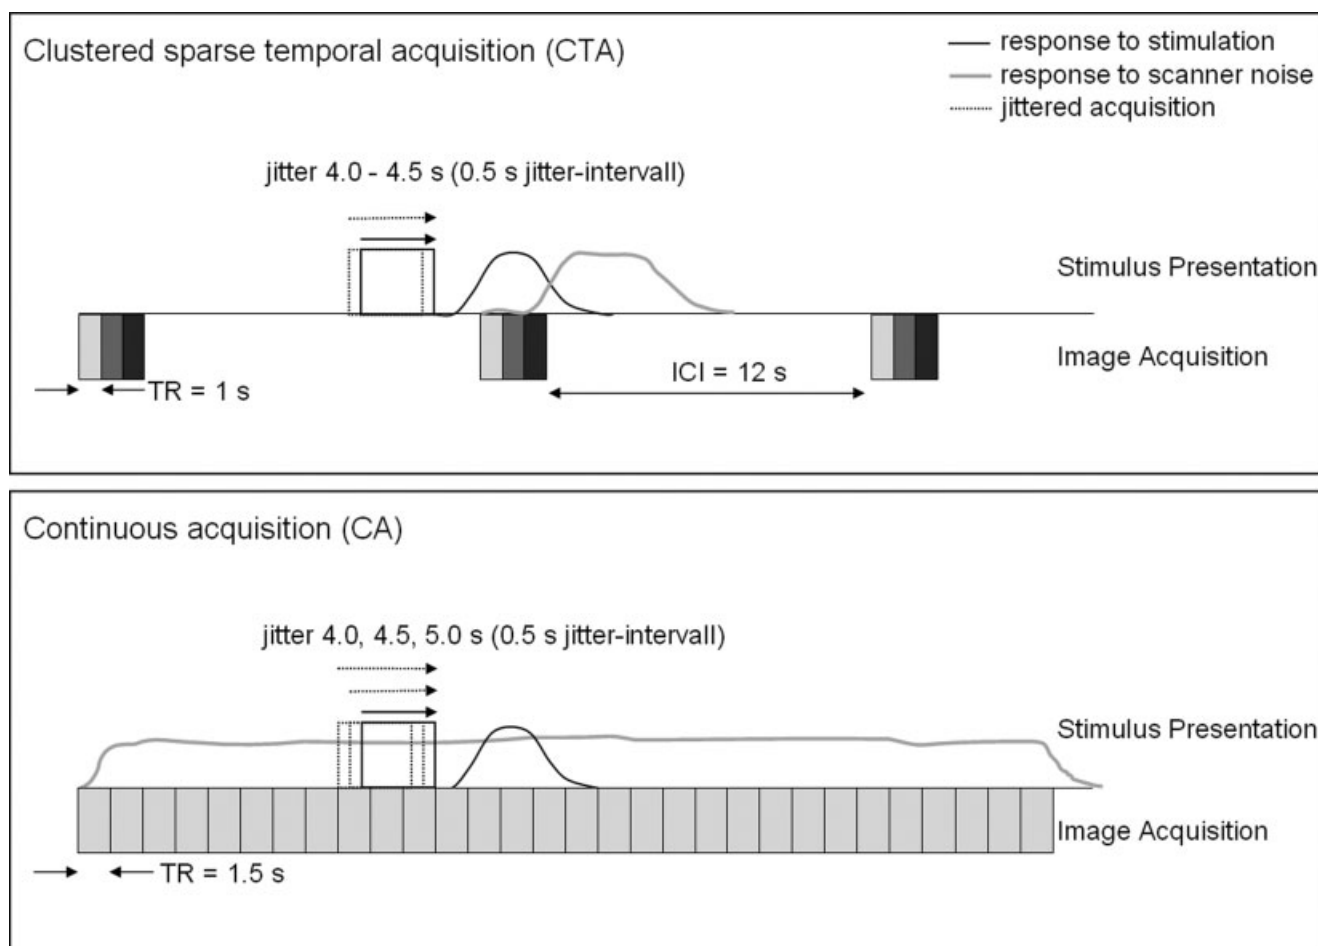 Clustered sparse temporal acquisition (CTA)
response to stimulation
response to scanner noise
jittered acquisition
jitter 4.0 - 4.5 s (0.5 s jitter-intervall)
Stimulus Presentation
Image Acquisition
ICI = 12 s
TR = 1 s
Continuous acquisition (CA)
jitter 4.0, 4.5, 5.0 s (0.5 s jitter-intervall)
Stimulus Presentation
Image Acquisition
TR = 1.5 s